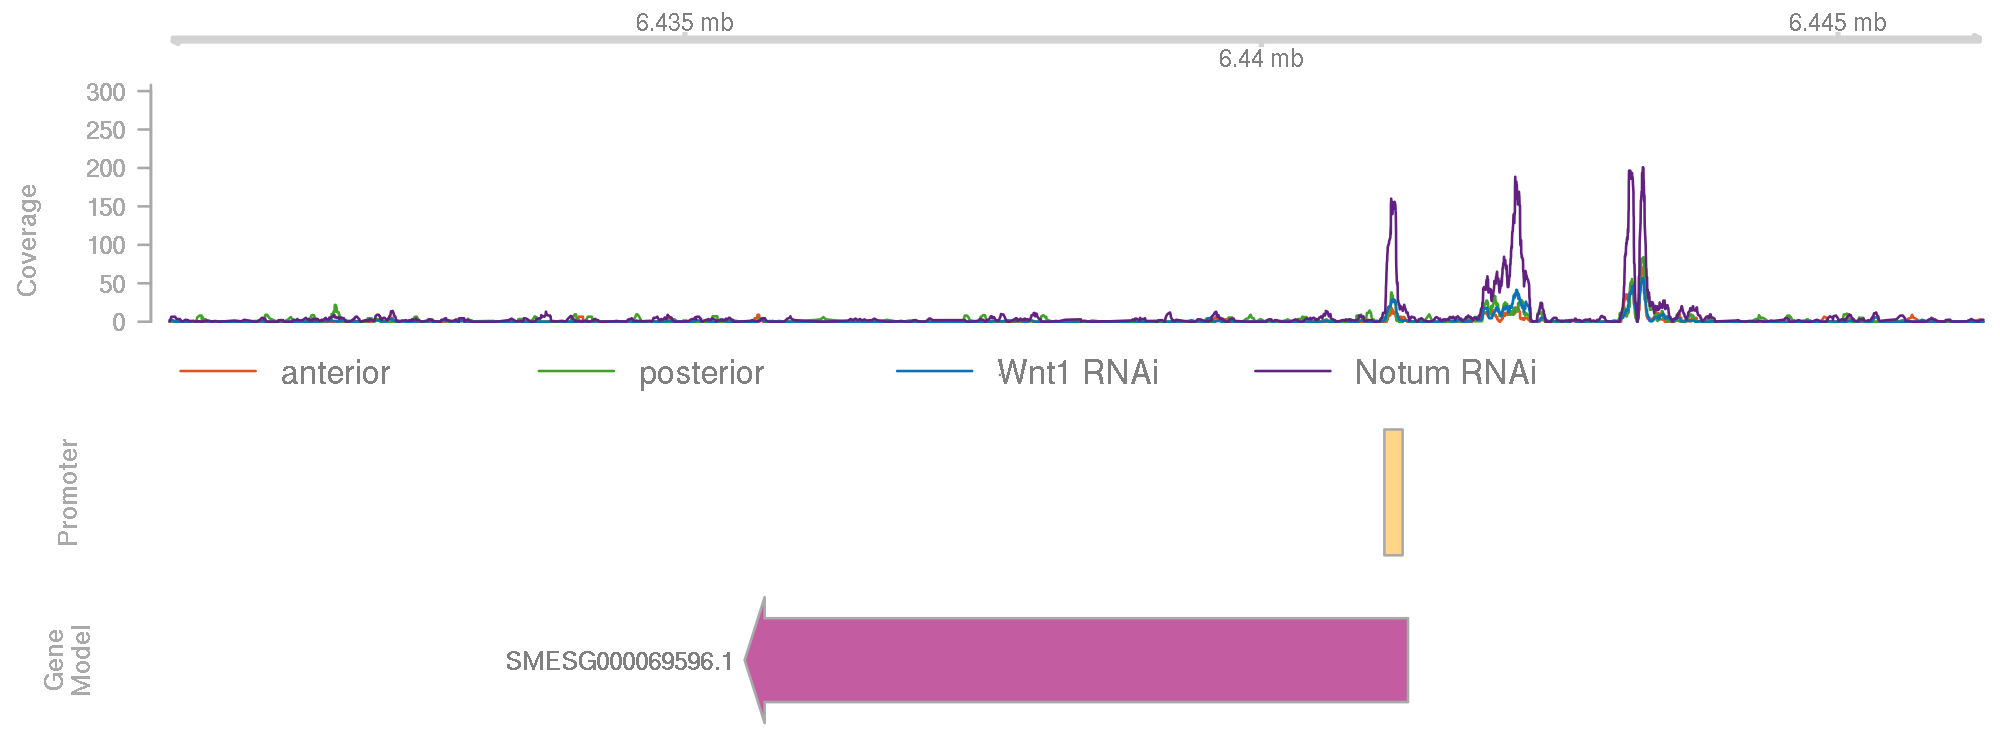 6.435 mb
6.445 mb
6.44 mb
300
250
200
150
100
50
0
Coverage
anterior
posterior
Wnt1 RNAi
Notum RNAi
Promoter
Gene
Model
SMESG000069596.1